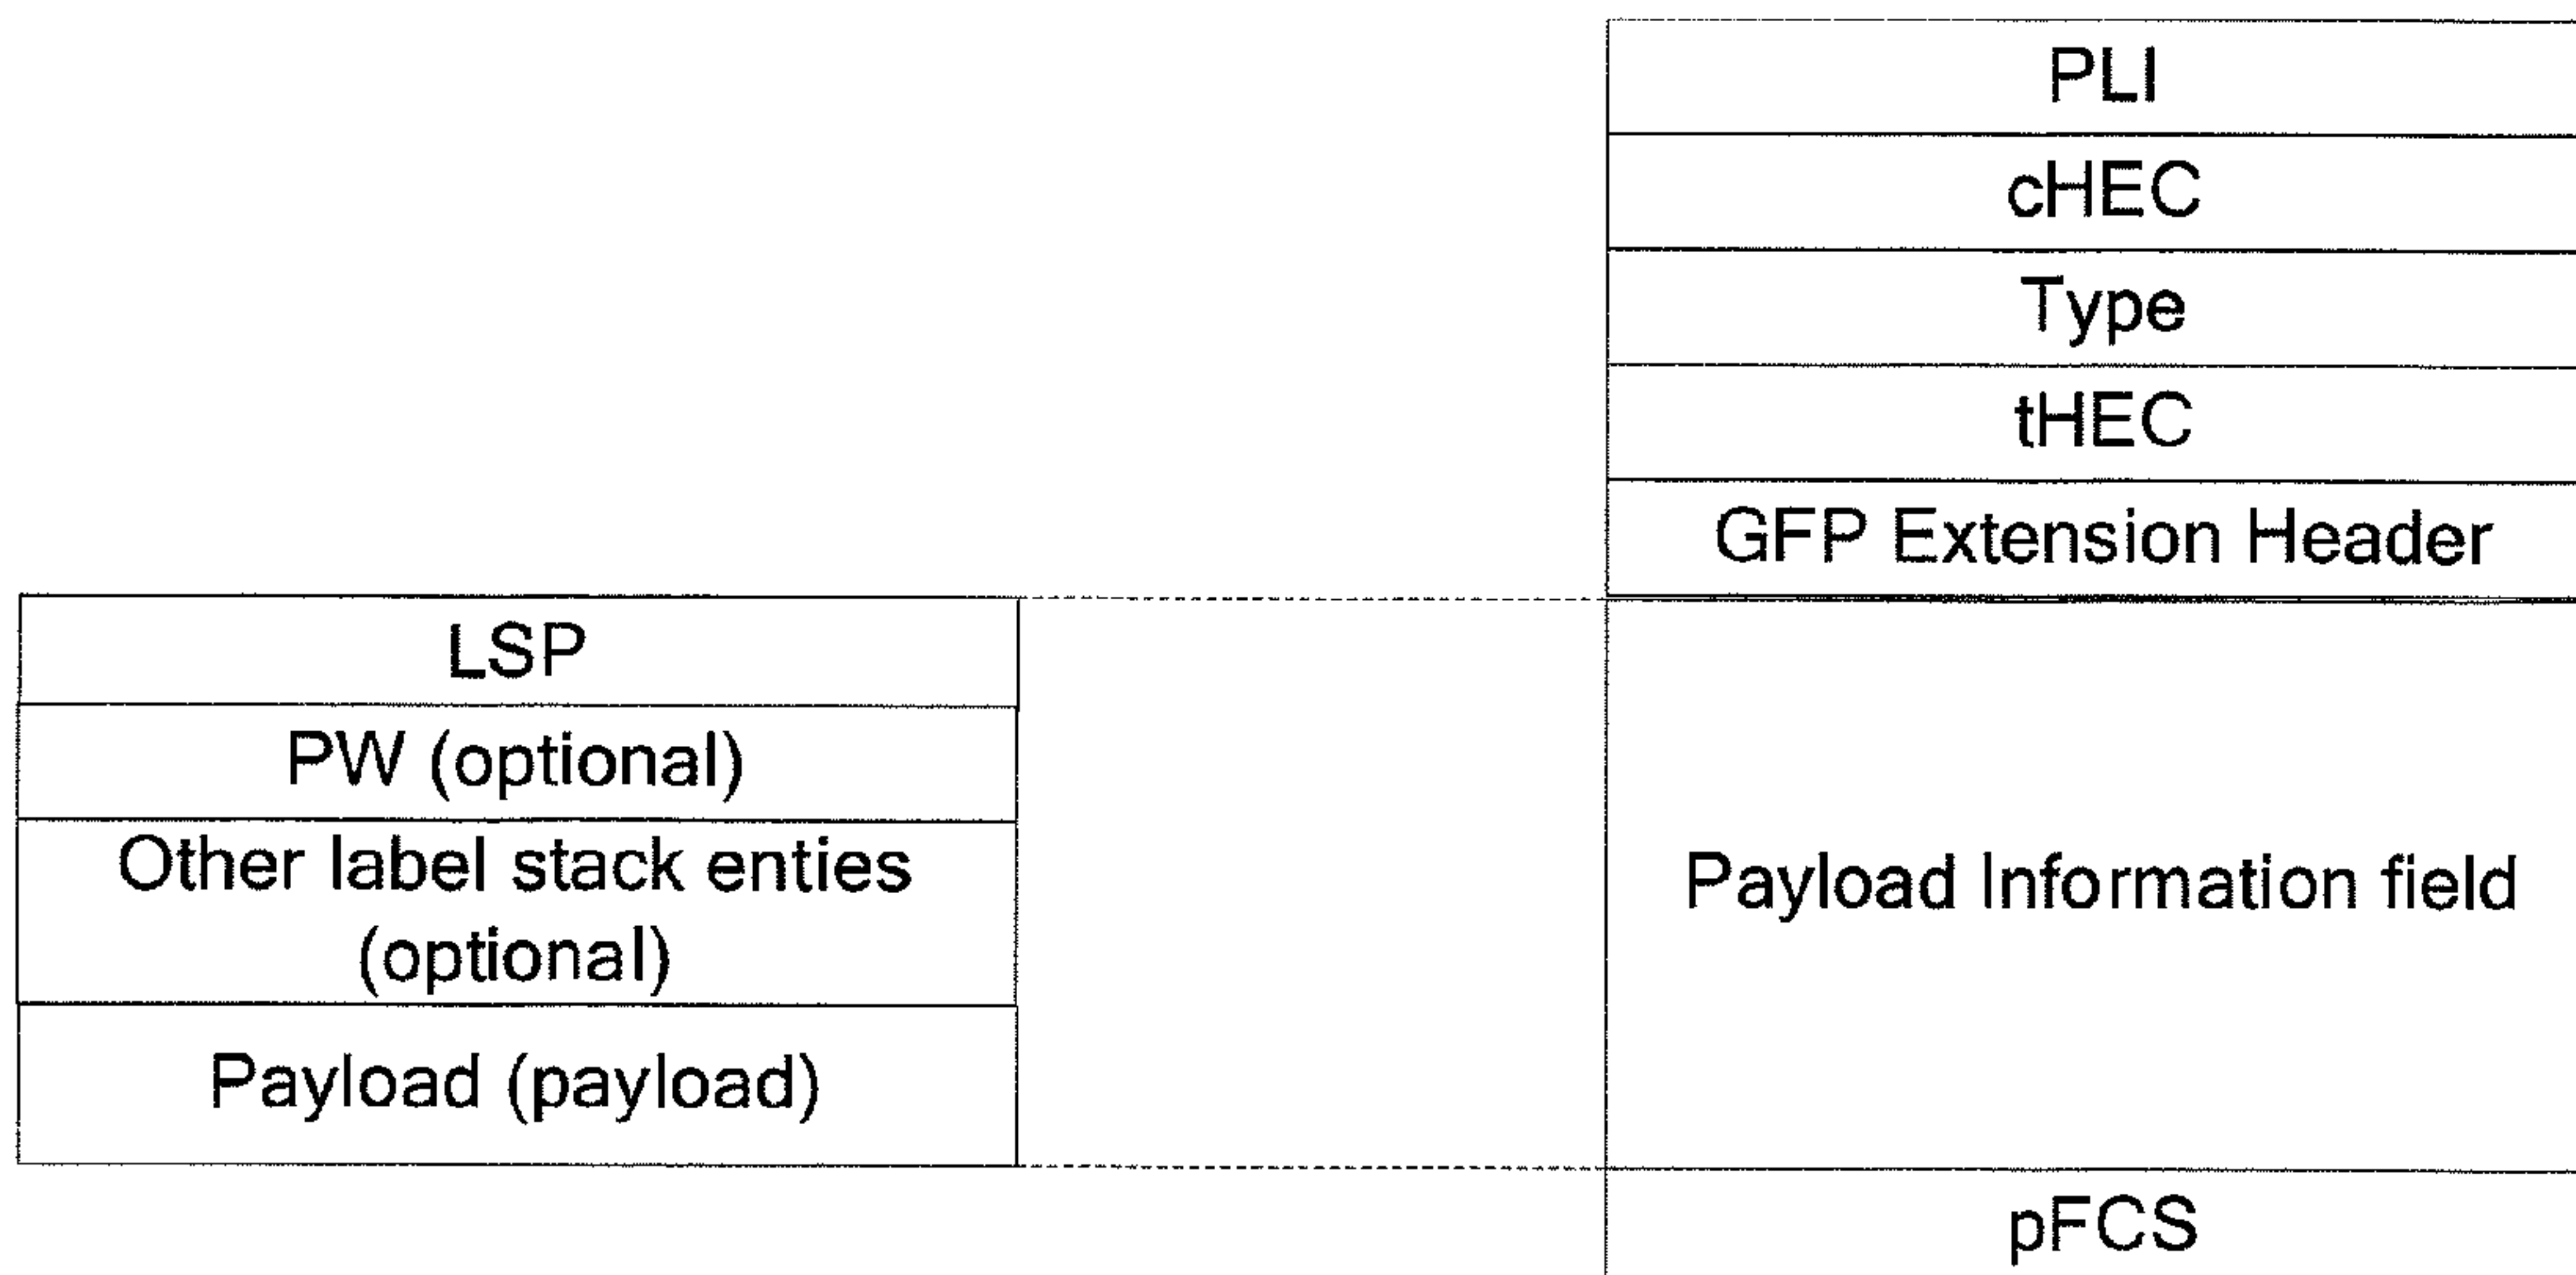 PLI
cHEC
Type
tHEC
GFP Extension Header
LSP
PW (optional)
Other label stack enties
(optional)
Payload (payload)
Payload Information field
pFCS